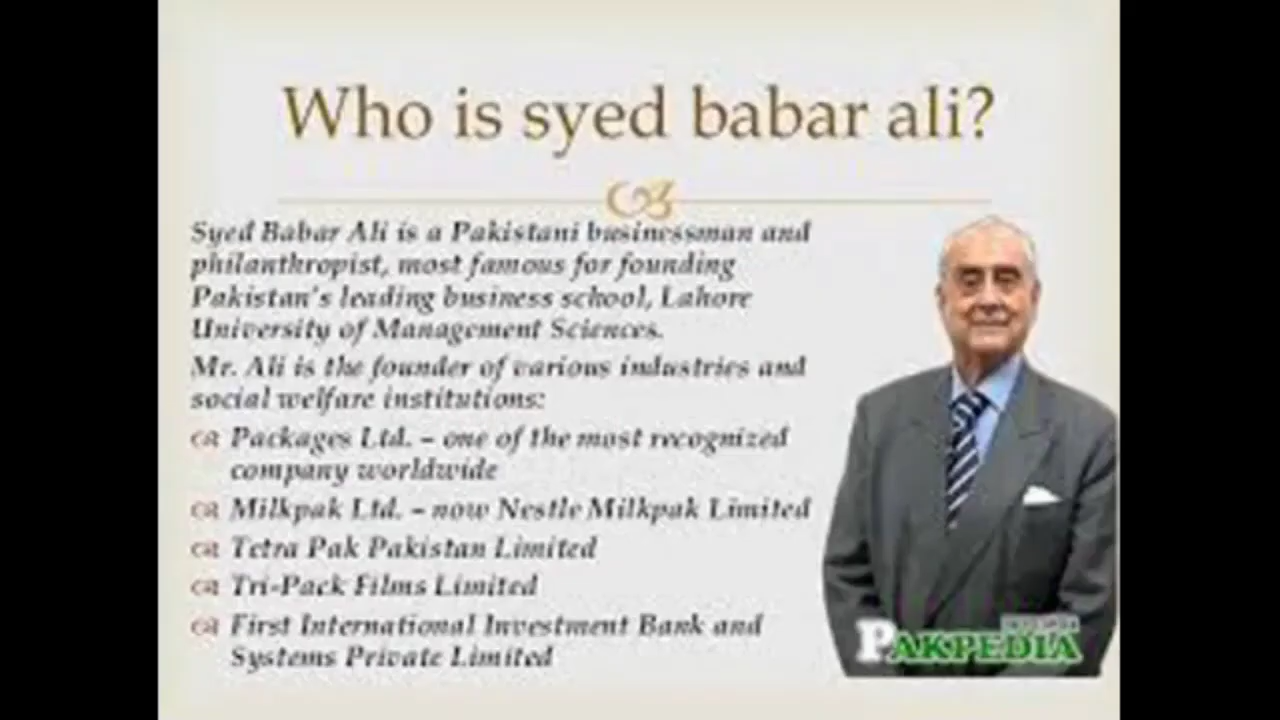 Who is syed babar ali?
Syed Babar Ali is a Pakistani businessman and
philanthropist, most famous for founding
Pakistan's leading business school, Lahore
University of Management Sciences.
Mr. Ali is the founder of various industries and
social welfare institutions:
Packages Ltd. – one of the most recognized
company worldwide
Milkpak Ltd. – now Nestle Milkpak Limited
Tetra Pak Pakistan Limited
Tri-Pack Films Limited
First International Investment Bank and
Systems Private Limited
PAKPEDIA